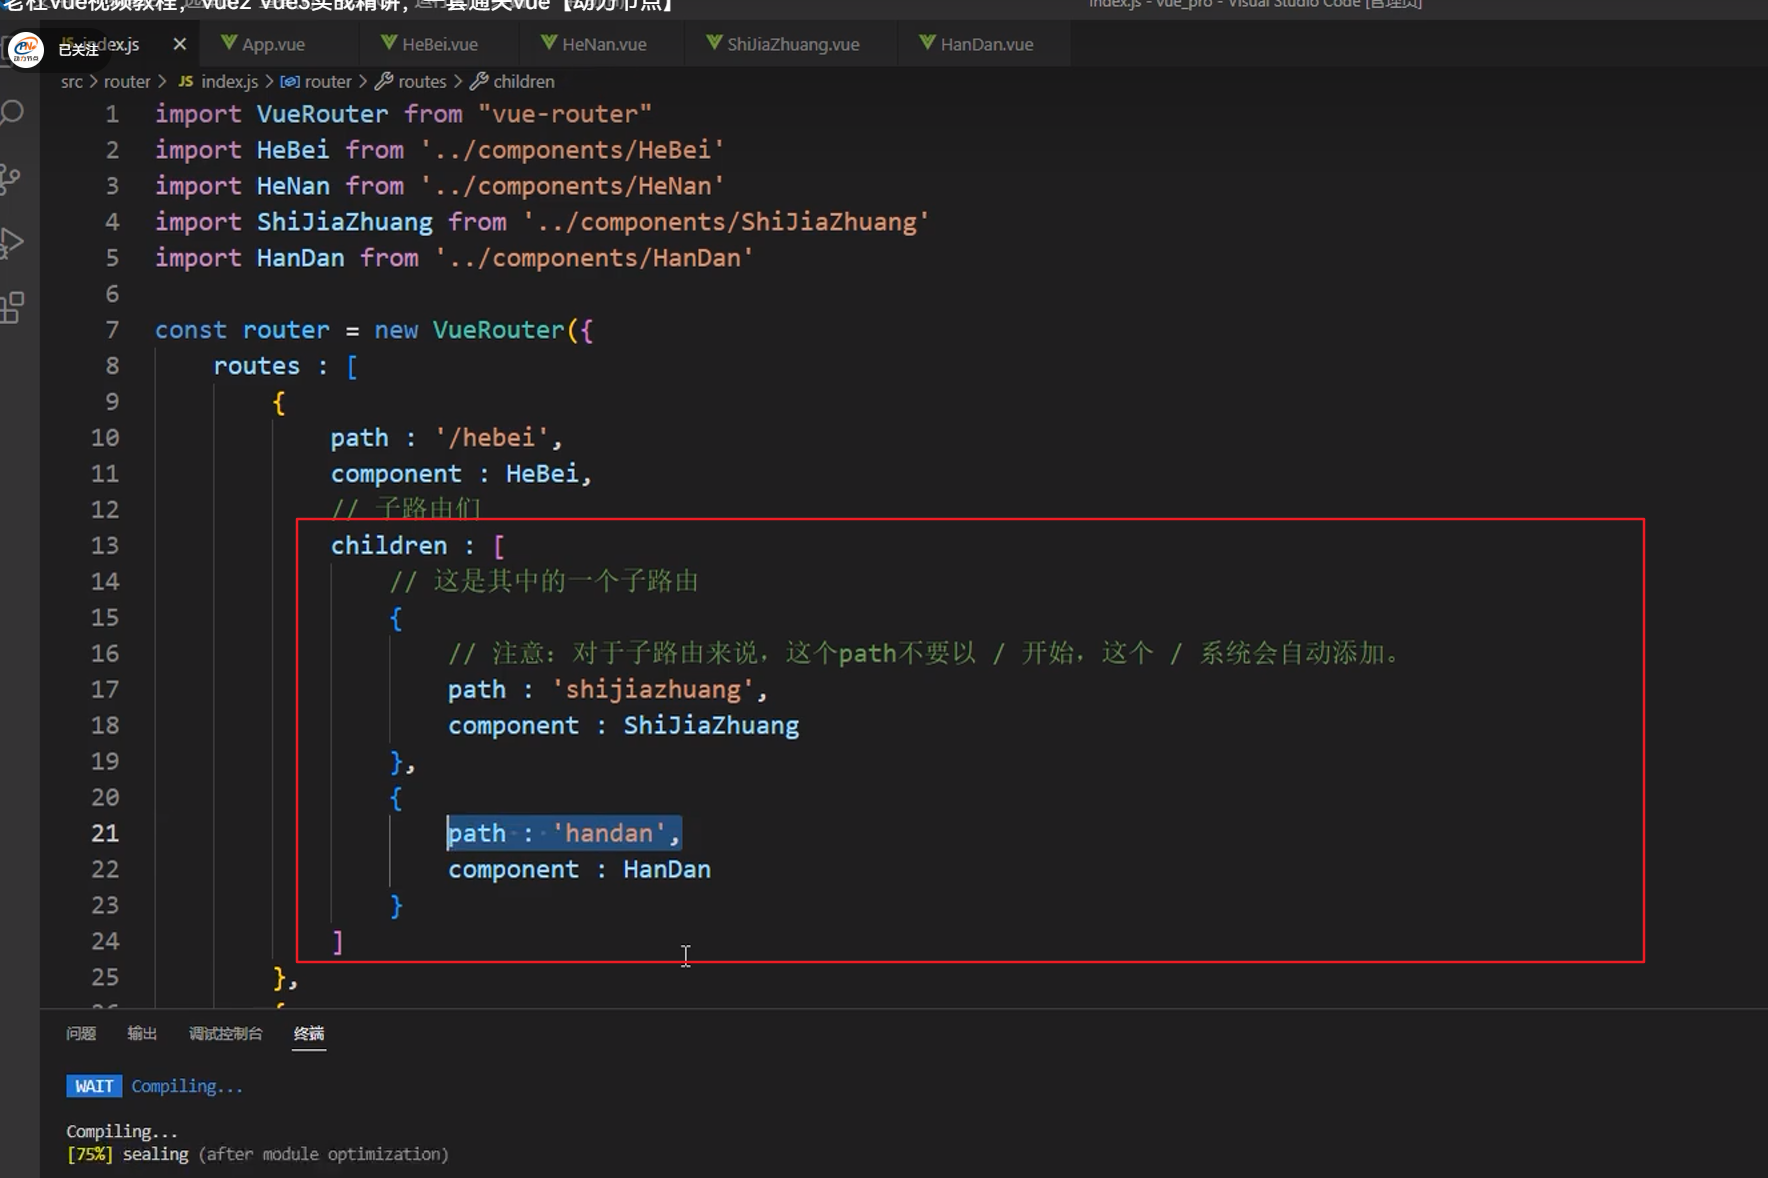 老杜vue视频教程, vue2 vue3实战精讲, 一套通关vue【动力节点】
index.js - vue_pro - Visual Studio Code [管理员]
已关注
index.js
App.vue
HeBei.vue
HeNan.vue
ShiJiaZhuang.vue
HanDan.vue
src > router > JS index.js > router > routes > children
1 import VueRouter from "vue-router"
2 import HeBei from '../components/HeBei'
3 import HeNan from '../components/HeNan'
4 import ShiJiaZhuang from '../components/ShiJiaZhuang'
5 import HanDan from '../components/HanDan'
6
7 const router = new VueRouter({
8 routes : [
9 {
10 path : '/hebei',
11 component : HeBei,
12 // 子路由们
13 children : [
14 // 这是其中的一个子路由
15 {
16 // 注意：对于子路由来说，这个path不要以 / 开始，这个 / 系统会自动添加。
17 path : 'shijiazhuang',
18 component : ShiJiaZhuang
19 },
20 {
21 path : 'handan',
22 component : HanDan
23 }
24 ]
25 },
问题 输出 调试控制台 终端
WAIT Compiling...
Compiling...
[75%] sealing (after module optimization)